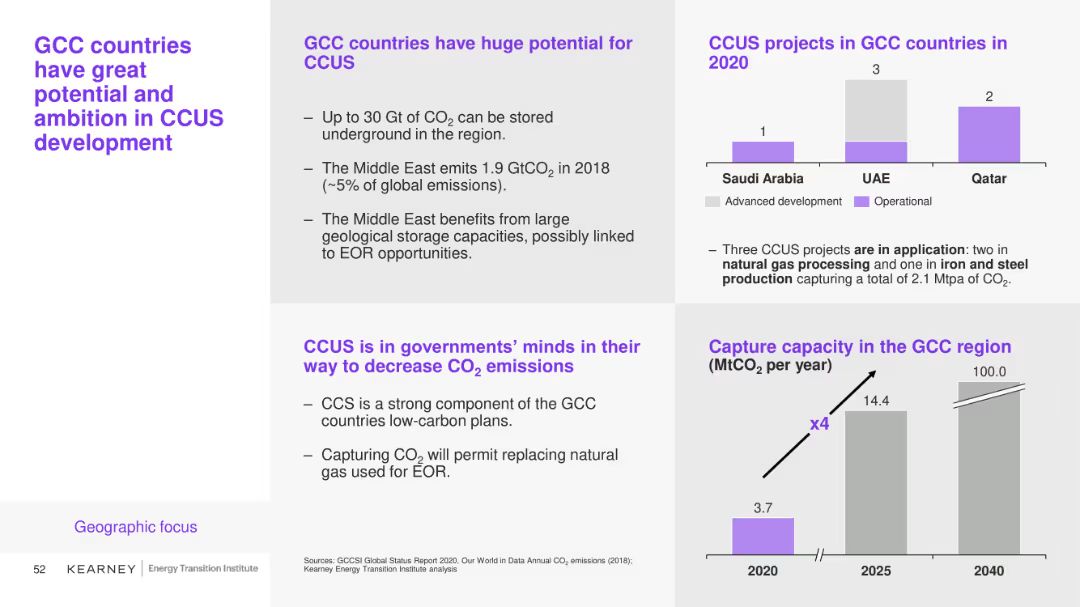 GCC countries
have great
potential and
ambition in CCUS
development
GCC countries have huge potential for
CCUS
– Up to 30 Gt of CO₂ can be stored
underground in the region.
– The Middle East emits 1.9 GtCO₂ in 2018
(~5% of global emissions).
– The Middle East benefits from large
geological storage capacities, possibly linked
to EOR opportunities.
CCUS projects in GCC countries in
2020
1
3
2
Saudi Arabia
UAE
Qatar
Advanced development
Operational
– Three CCUS projects are in application: two in
natural gas processing and one in iron and steel
production capturing a total of 2.1 Mtpa of CO₂.
CCUS is in governments’ minds in their
way to decrease CO₂ emissions
– CCS is a strong component of the GCC
countries low-carbon plans.
– Capturing CO₂ will permit replacing natural
gas used for EOR.
Capture capacity in the GCC region
(MtCO₂ per year)
3.7
x4
14.4
100.0
2020
2025
2040
Geographic focus
Sources: GCCSI Global Status Report 2020, Our World in Data Annual CO₂ emissions (2018);
Kearney Energy Transition Institute analysis
52 KEARNEY Energy Transition Institute